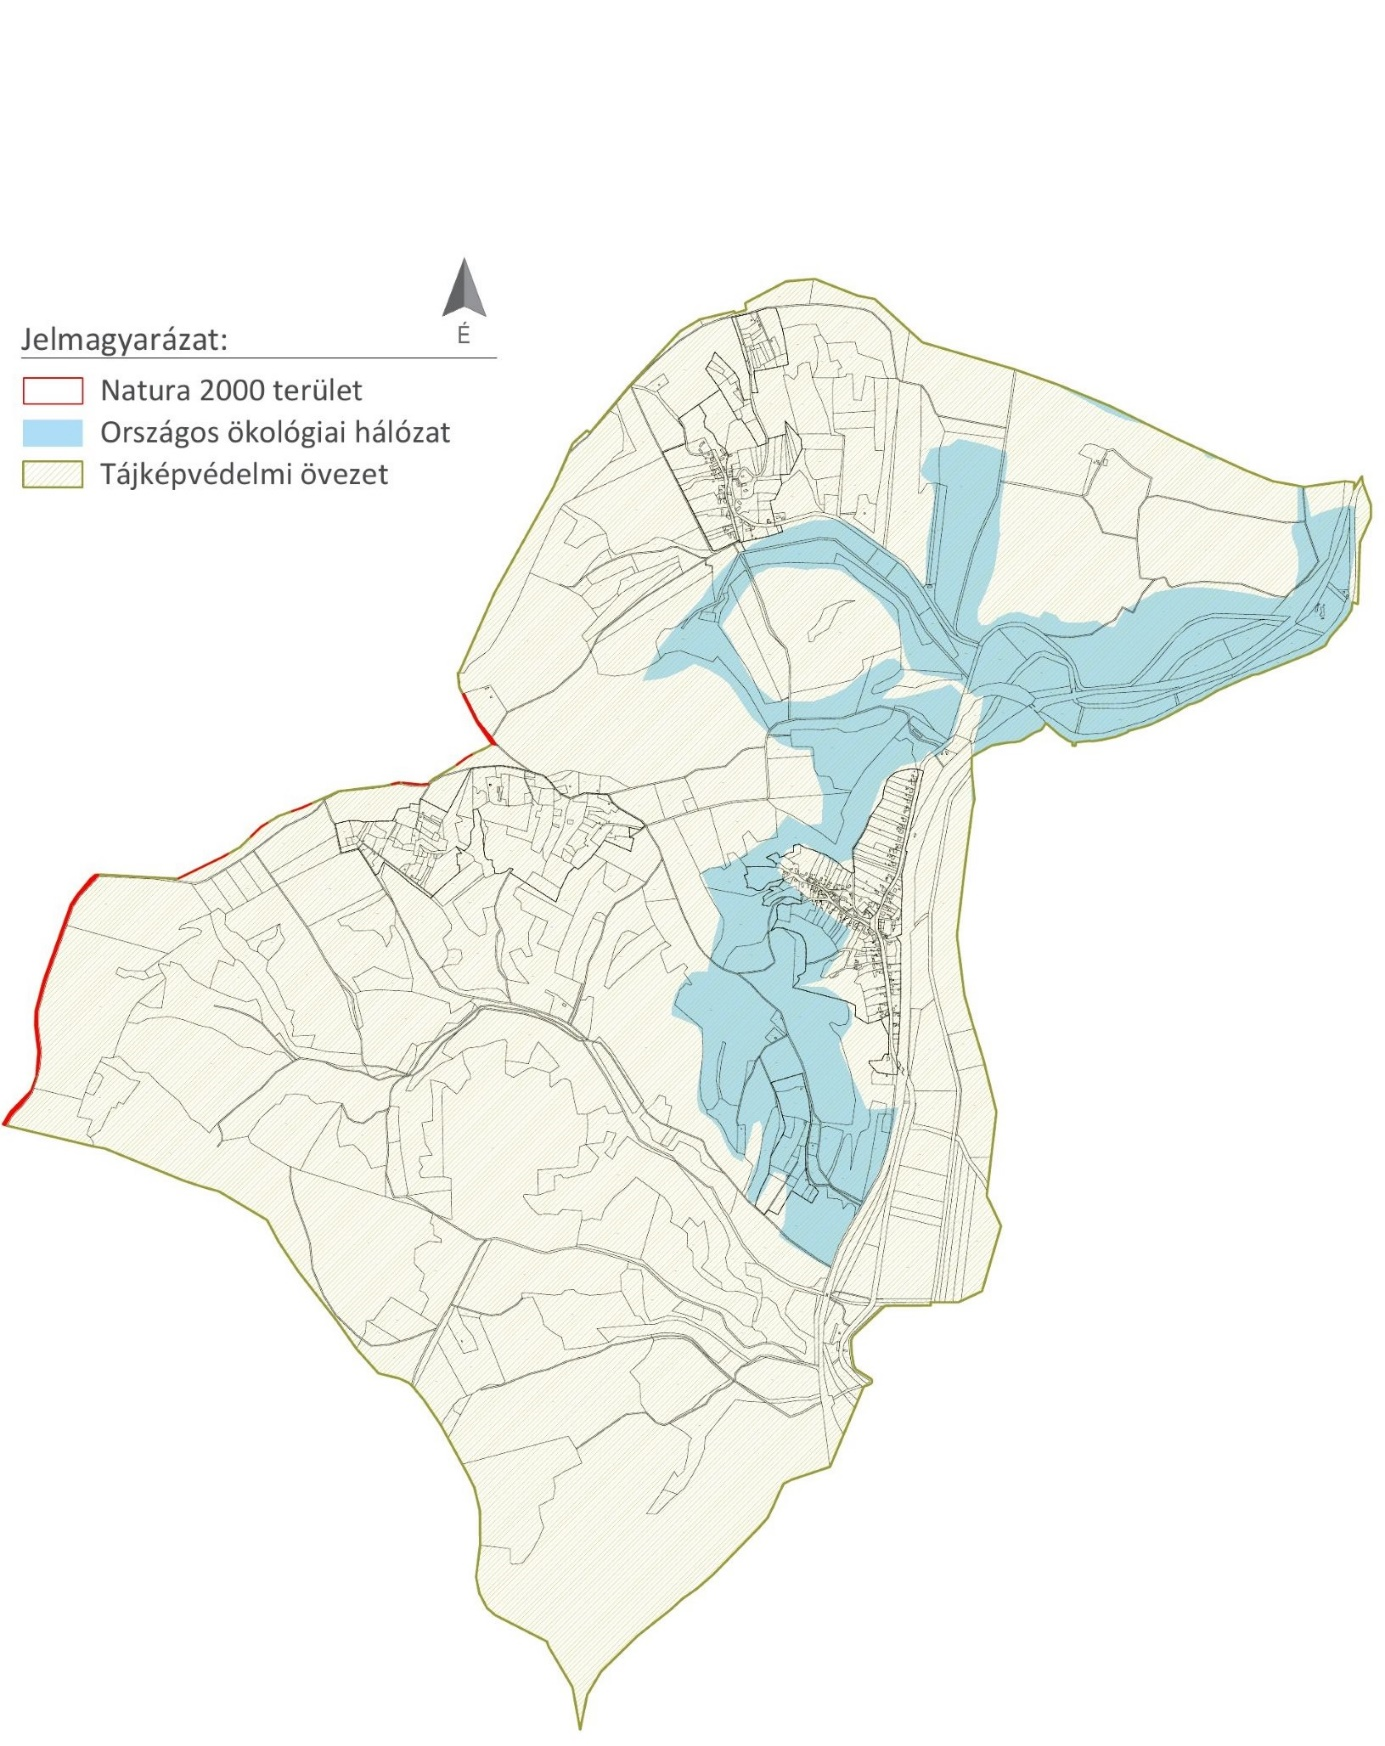 É
Jelmagyarázat:
Natura 2000 terület
Országos ökológiai hálózat
Tájképvédelmi övezet